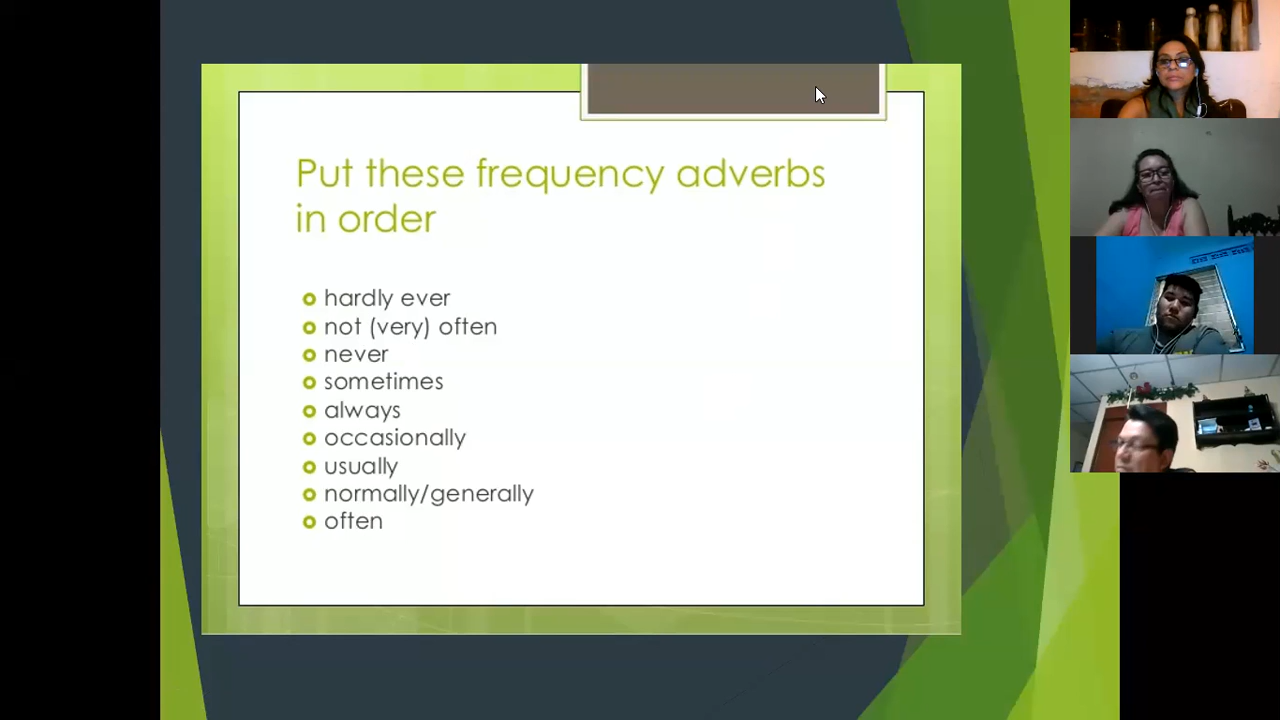 Put these frequency adverbs
in order
hardly ever
not (very) often
never
sometimes
always
occasionally
usually
normally/generally
often